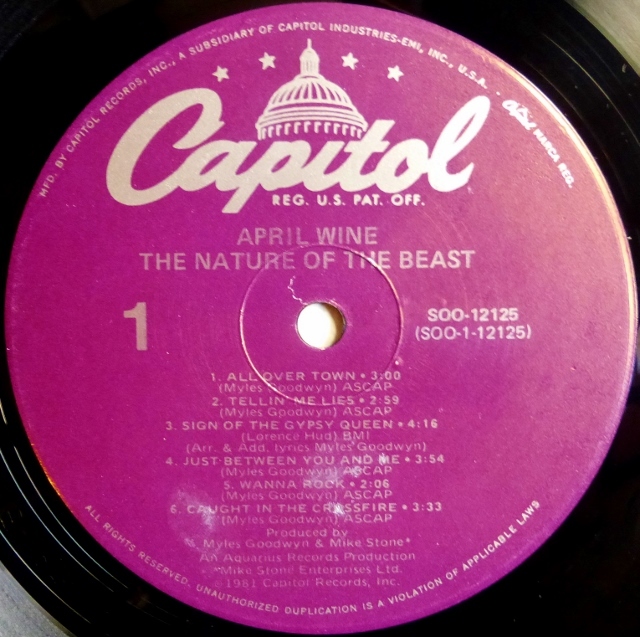 MFD. BY CAPITOL RECORDS, INC., A SUBSIDIARY OF CAPITOL INDUSTRIES-EMI, INC., U.S.A. · Capitol MARCA REG.
Capitol
REG. U.S. PAT. OFF.
APRIL WINE
THE NATURE OF THE BEAST
1
SOO-12125
(SOO-1-12125)
1. ALL OVER TOWN • 3:00
(Myles Goodwyn) ASCAP
2. TELLIN' ME LIES • 2:59
(Myles Goodwyn) ASCAP
3. SIGN OF THE GYPSY QUEEN • 4:16
(Lorence Hud) BMI
(Arr. & Add. lyrics Myles Goodwyn)
4. JUST BETWEEN YOU AND ME • 3:54
(Myles Goodwyn) ASCAP
5. WANNA ROCK • 2:06
(Myles Goodwyn) ASCAP
6. CAUGHT IN THE CROSSFIRE • 3:33
(Myles Goodwyn) ASCAP
Produced by
Myles Goodwyn & Mike Stone*
An Aquarius Records Production
*Mike Stone Enterprises Ltd.
©1981 Capitol Records, Inc.
ALL RIGHTS RESERVED. UNAUTHORIZED DUPLICATION IS A VIOLATION OF APPLICABLE LAWS